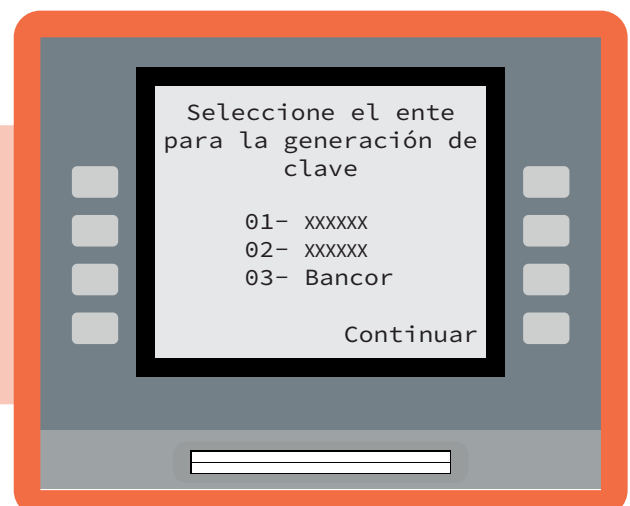 Seleccione el ente
para la generación de
clave
01- XXXXXX
02- XXXXXX
03- Bancor
Continuar